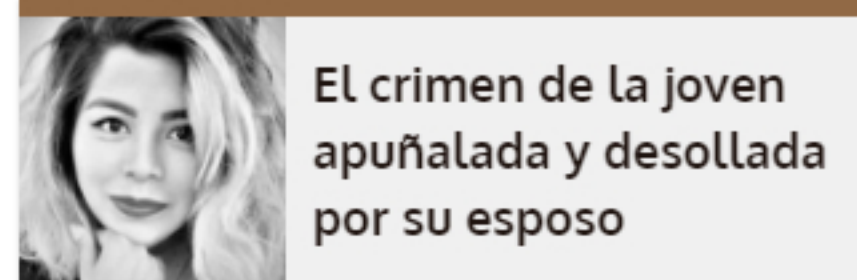 El crimen de la joven
apuñalada y desollada
por su esposo